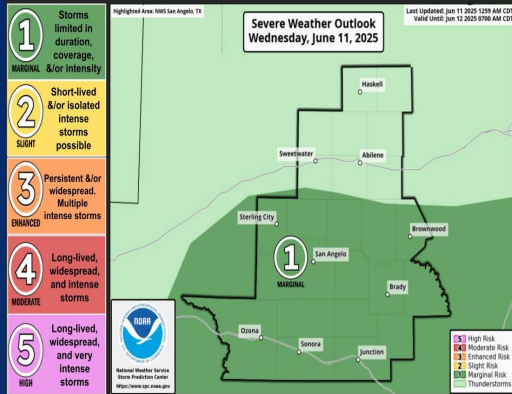 1
MARGINAL
Storms
limited in
duration,
coverage,
&/or intensity
2
SLIGHT
Short-lived
&/or isolated
intense
storms
possible
3
ENHANCED
Persistent &/or
widespread.
Multiple
intense storms
4
MODERATE
Long-lived,
widespread,
and intense
storms
5
HIGH
Long-lived,
widespread,
and very
intense
storms
Highlighted Area: NWS San Angelo, TX
Severe Weather Outlook
Wednesday, June 11, 2025
Last Updated: Jun 11 2025 1259 AM CDT
Valid Until: Jun 12 2025 0700 AM CDT
Haskell
Sweetwater
Abilene
Sterling City
Brownwood
1
MARGINAL
San Angelo
Brady
Ozona
Sonora
Junction
NOAA
National Weather Service
Storm Prediction Center
https://www.spc.noaa.gov
5 High Risk
4 Moderate Risk
3 Enhanced Risk
2 Slight Risk
1 Marginal Risk
Thunderstorms